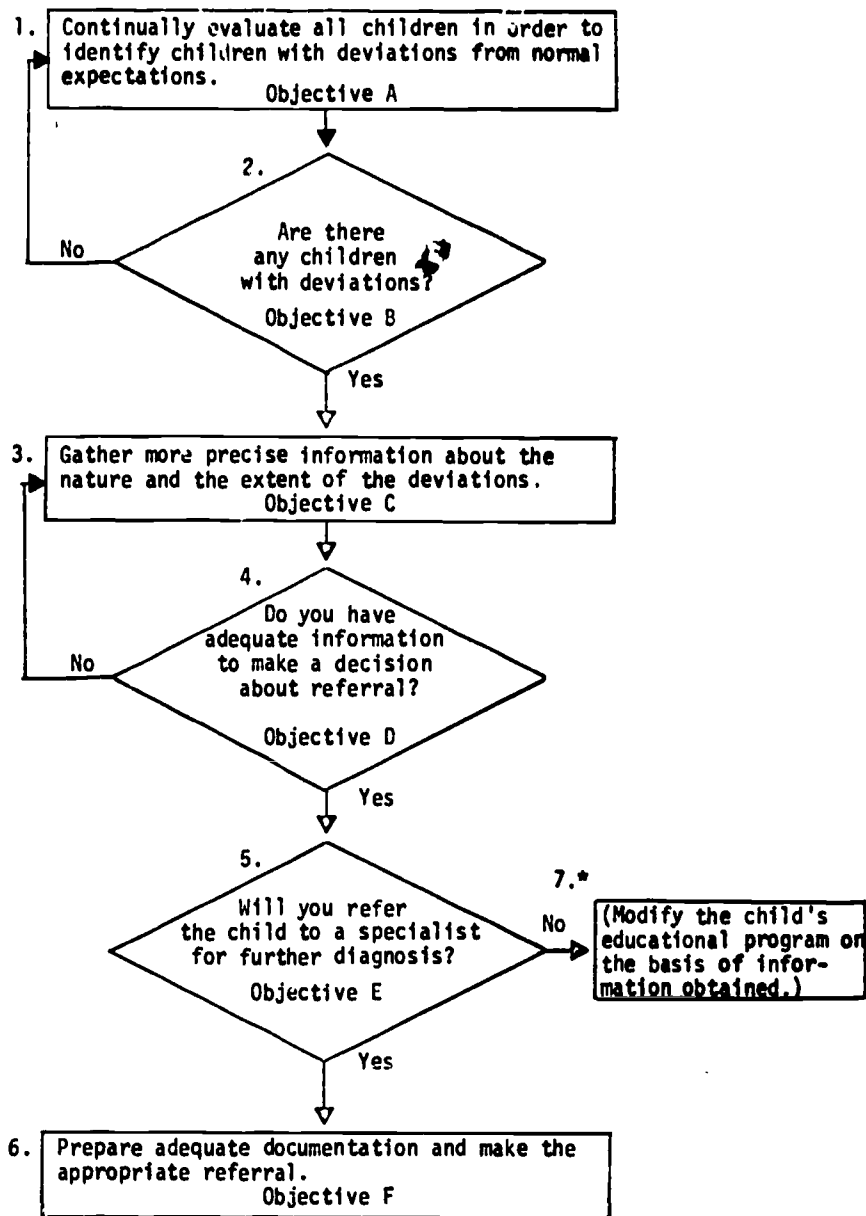 1. Continually evaluate all children in order to
identify children with deviations from normal
expectations.
Objective A
2.
Are there
any children
with deviations?
Objective B
No
Yes
3. Gather more precise information about the
nature and the extent of the deviations.
Objective C
4.
Do you have
adequate information
to make a decision
about referral?
Objective D
No
Yes
5.
Will you refer
the child to a specialist
for further diagnosis?
Objective E
7.*
No
(Modify the child's
educational program on
the basis of infor-
mation obtained.)
Yes
6. Prepare adequate documentation and make the
appropriate referral.
Objective F